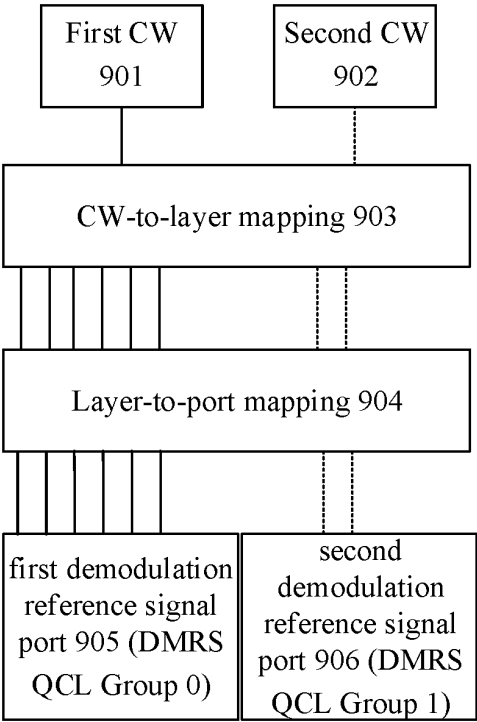 First CW
901
Second CW
902
CW-to-layer mapping 903
Layer-to-port mapping 904
first demodulation
reference signal
port 905 (DMRS
QCL Group 0)
second
demodulation
reference signal
port 906 (DMRS
QCL Group 1)